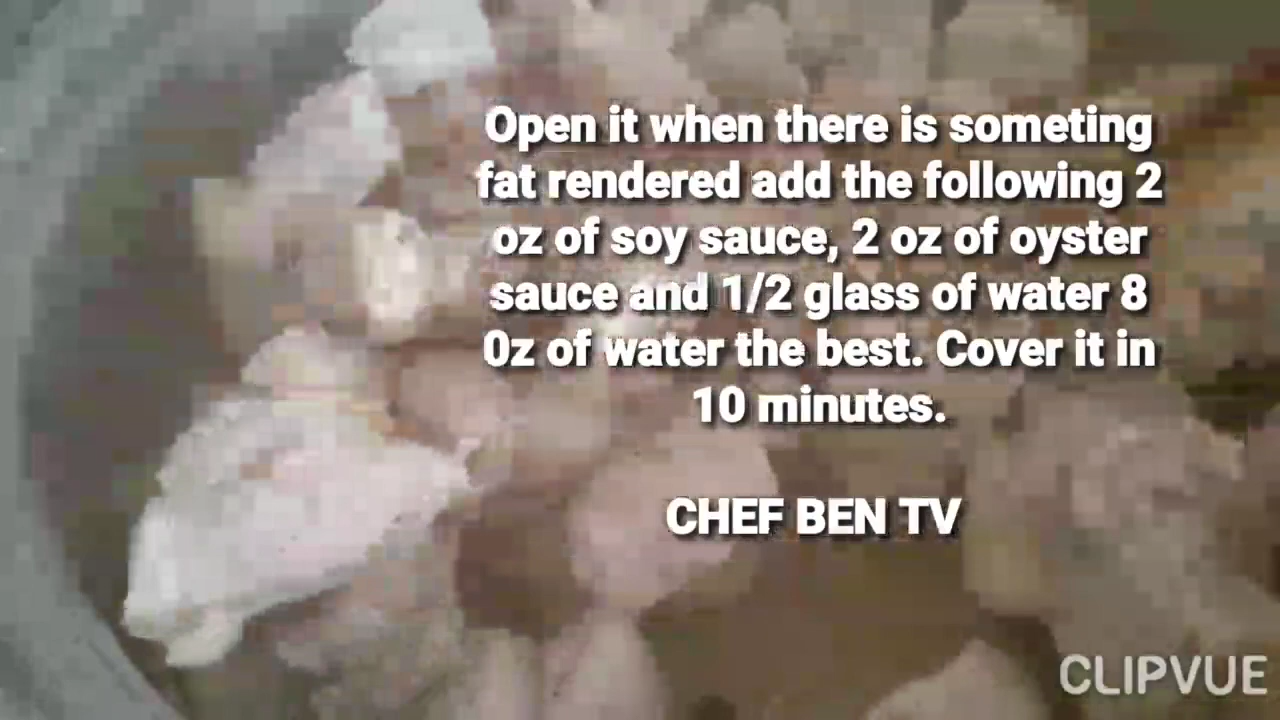 Open it when there is someting
fat rendered add the following 2
oz of soy sauce, 2 oz of oyster
sauce and 1/2 glass of water 8
0z of water the best. Cover it in
10 minutes.
CHEF BEN TV
CLIPVUE